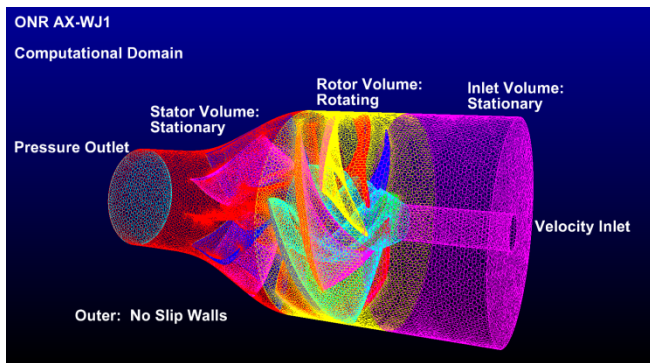 ONR AX-WJ1
Computational Domain
Rotor Volume:
Rotating
Inlet Volume:
Stationary
Stator Volume:
Stationary
Pressure Outlet
Velocity Inlet
Outer: No Slip Walls